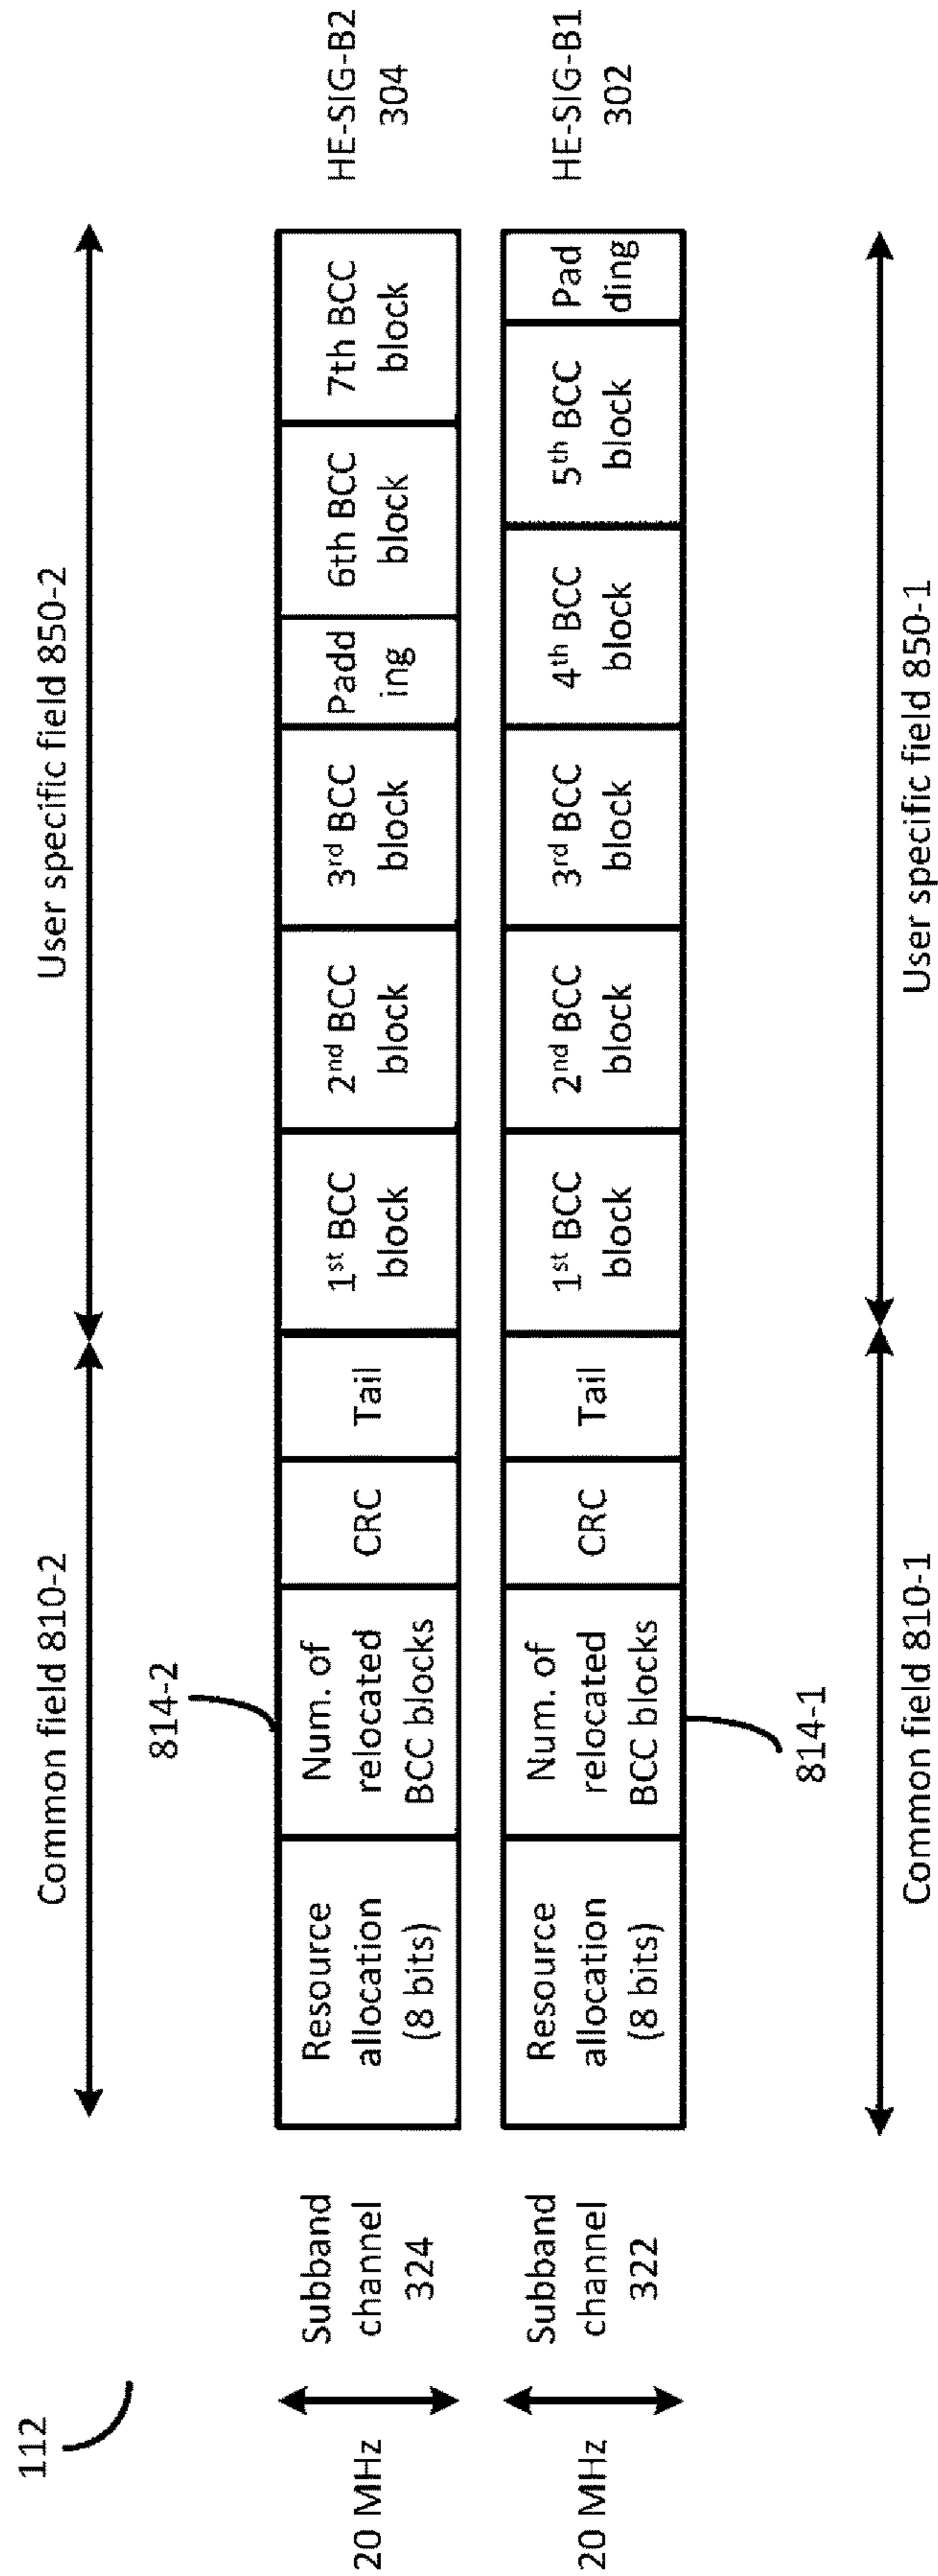 112
Common field 810-2
User specific field 850-2
814-2
20 MHz
Subband
channel
324
Resource
allocation
(8 bits)
Num. of
relocated
BCC blocks
CRC
Tail
1st BCC
block
2nd BCC
block
3rd BCC
block
Padd
ing
6th BCC
block
7th BCC
block
HE-SIG-B2
304
20 MHz
Subband
channel
322
Resource
allocation
(8 bits)
Num. of
relocated
BCC blocks
CRC
Tail
1st BCC
block
2nd BCC
block
3rd BCC
block
4th BCC
block
5th BCC
block
Pad
ding
HE-SIG-B1
302
814-1
Common field 810-1
User specific field 850-1